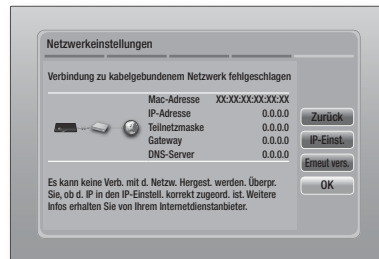 Netzwerkeinstellungen
Verbindung zu kabelgebundenem Netzwerk fehlgeschlagen
Mac-Adresse XX:XX:XX:XX:XX:XX
IP-Adresse 0.0.0.0
Teilnetzmaske 0.0.0.0
Gateway 0.0.0.0
DNS-Server 0.0.0.0
Zurück
IP-Einst.
Erneut vers.
OK
Es kann keine Verb. mit d. Netzw. Hergest. werden. Überpr.
Sie, ob d. IP in den IP-Einstell. korrekt zugeord. ist. Weitere
Infos erhalten Sie von Ihrem Internetdienstanbieter.